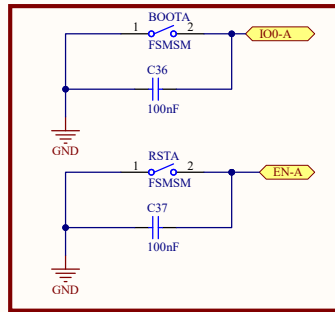 BOOTA
1 2
FSMSM
IO0-A
C36
100nF
GND
RSTA
1 2
FSMSM
EN-A
C37
100nF
GND